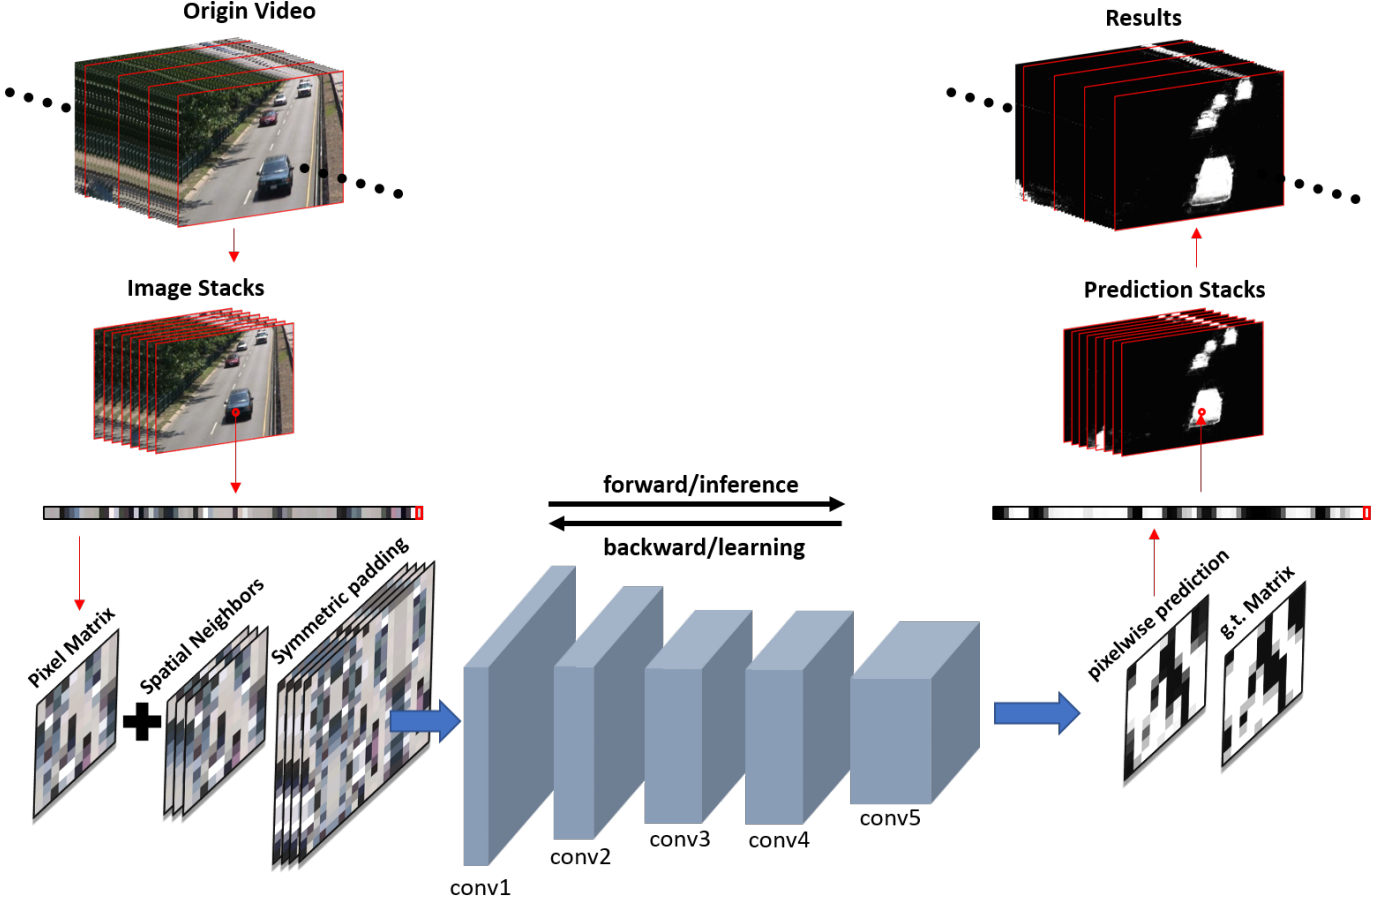 Origin Video
Results
Image Stacks
Prediction Stacks
forward/inference
backward/learning
Pixel Matrix
Spatial Neighbors
Symmetric padding
pixelwise prediction
g.t. Matrix
conv1
conv2
conv3
conv4
conv5